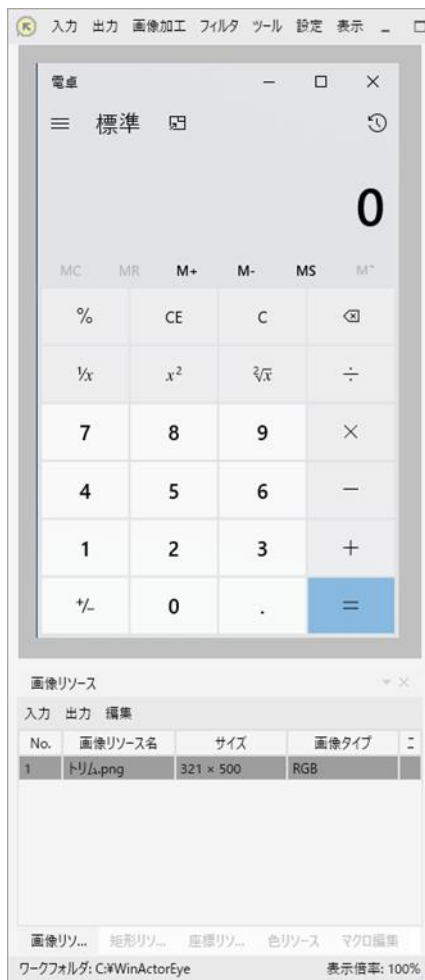 入力 出力 画像加工 フィルタ ツール 設定 表示
電卓
標準
0
MC MR M+ M- MS M˅
% CE C
¹/x x² ²√x ÷
7 8 9 ×
4 5 6 −
1 2 3 +
+/− 0 . =
画像リソース
入力 出力 編集
No. 画像リソース名 サイズ 画像タイプ
1 トリム.png 321 × 500 RGB
画像リソ... 矩形リソ... 座標リソ... 色リソース マクロ編集
ワークフォルダ: C:¥WinActorEye 表示倍率: 100%